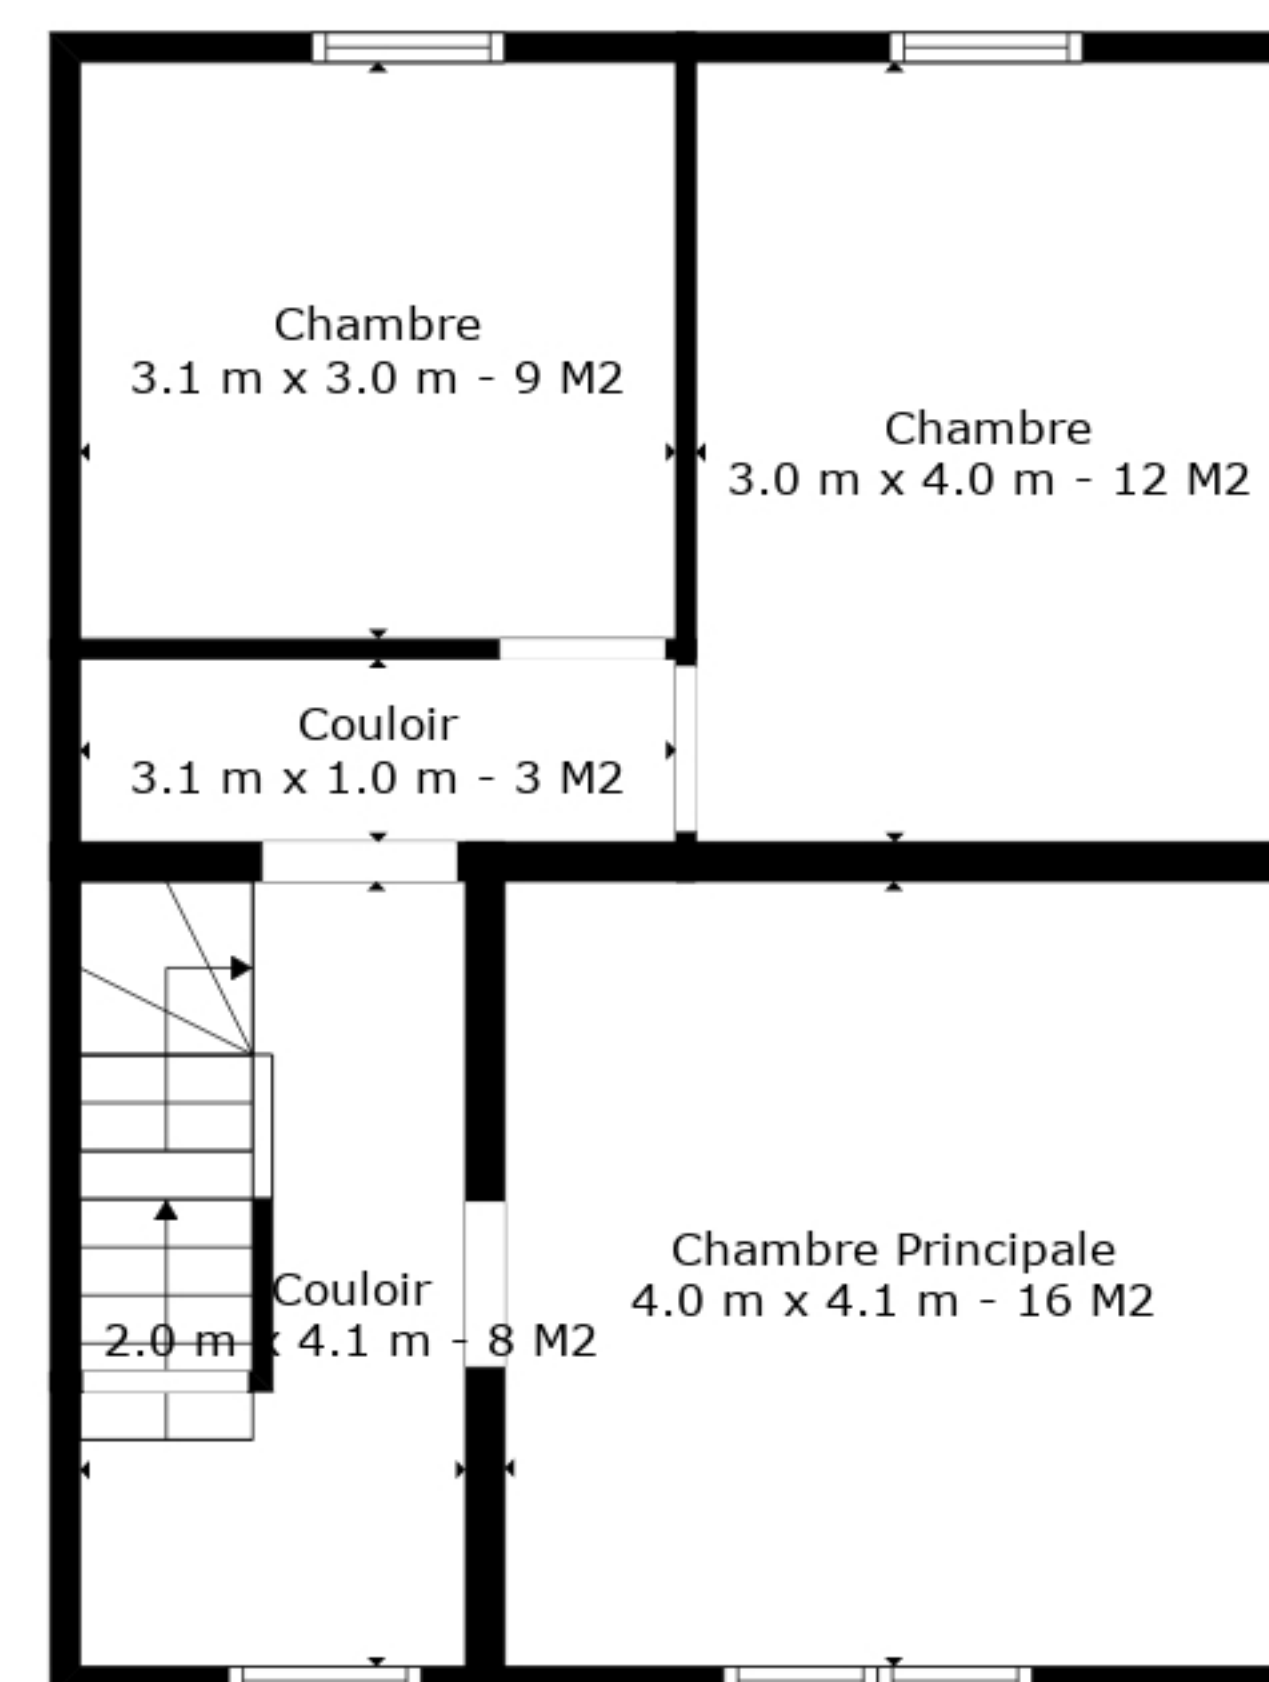 Chambre
3.1 m x 3.0 m - 9 M2
Chambre
3.0 m x 4.0 m - 12 M2
Couloir
3.1 m x 1.0 m - 3 M2
Chambre Principale
4.0 m x 4.1 m - 16 M2
Couloir
2.0 m x 4.1 m - 8 M2